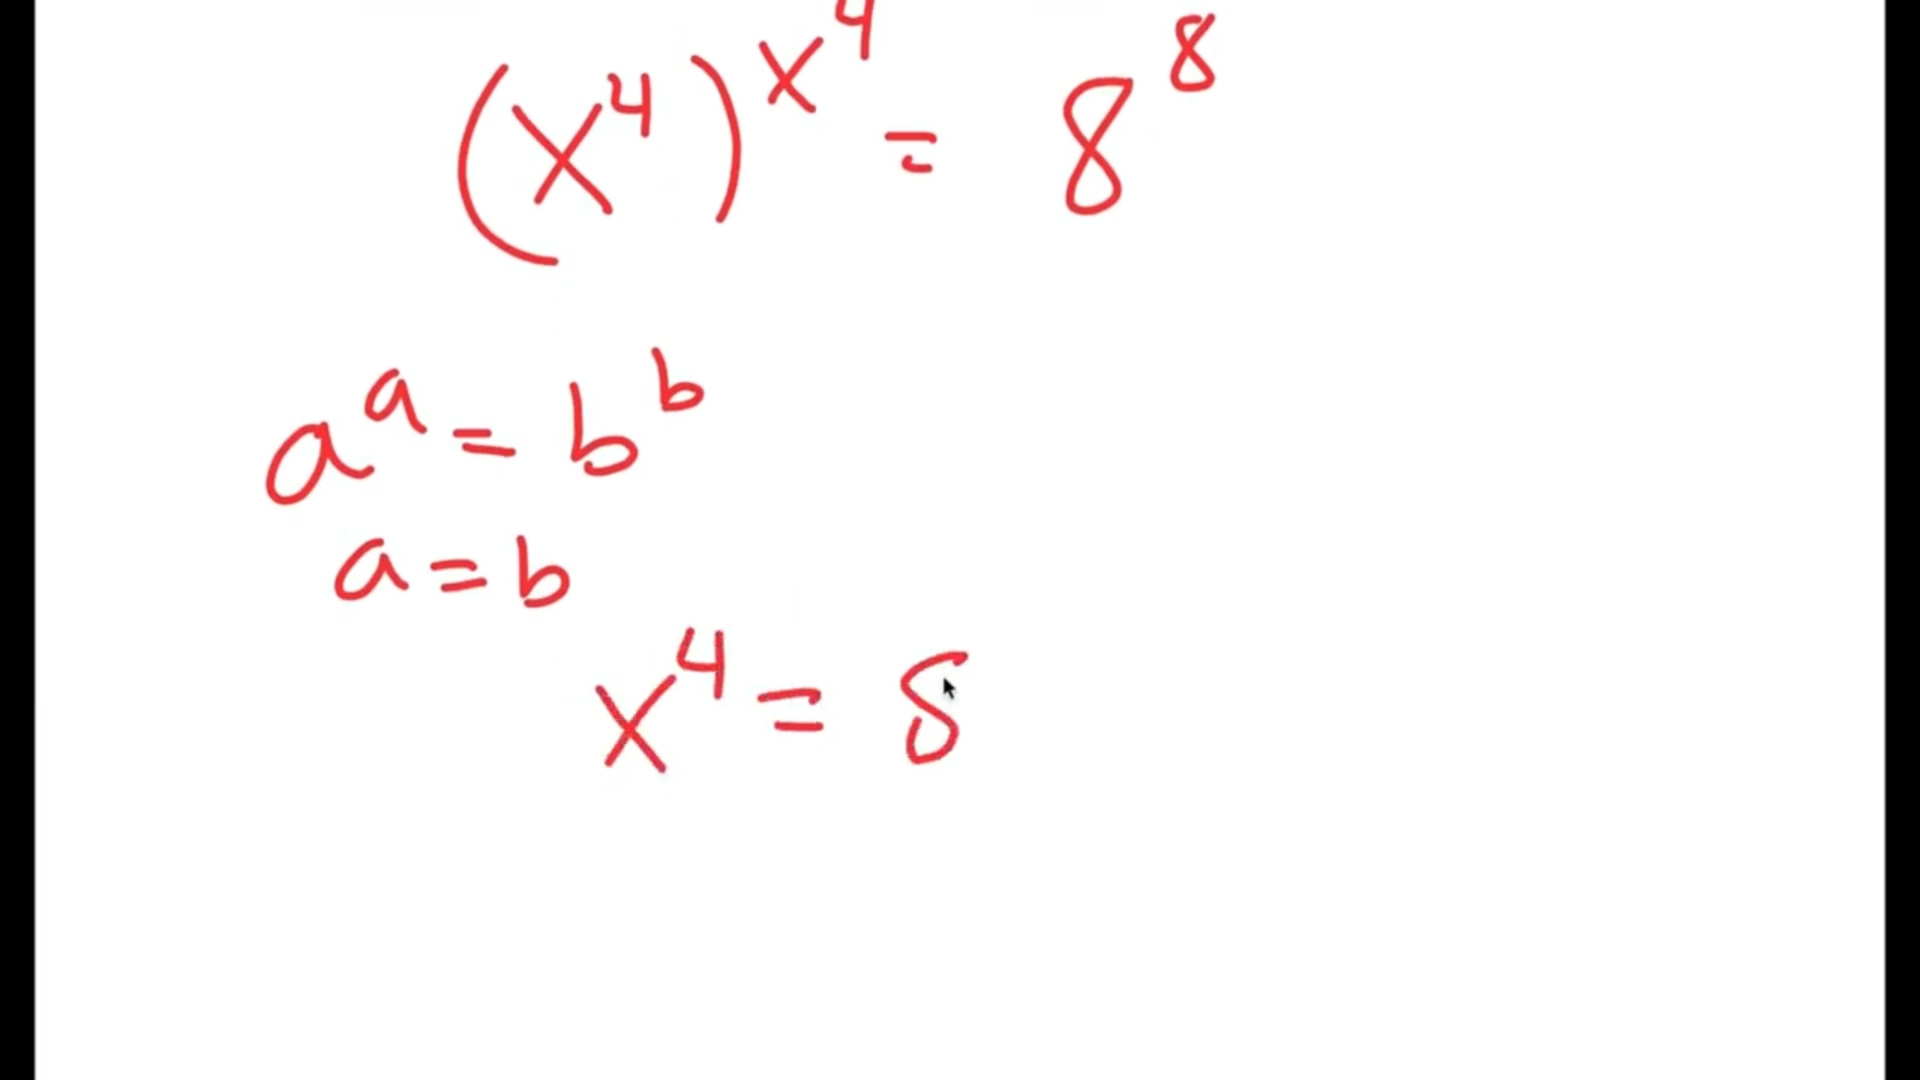 (x⁴)^x⁴ = 8⁸
aᵃ = bᵇ
a = b
x⁴ = 8